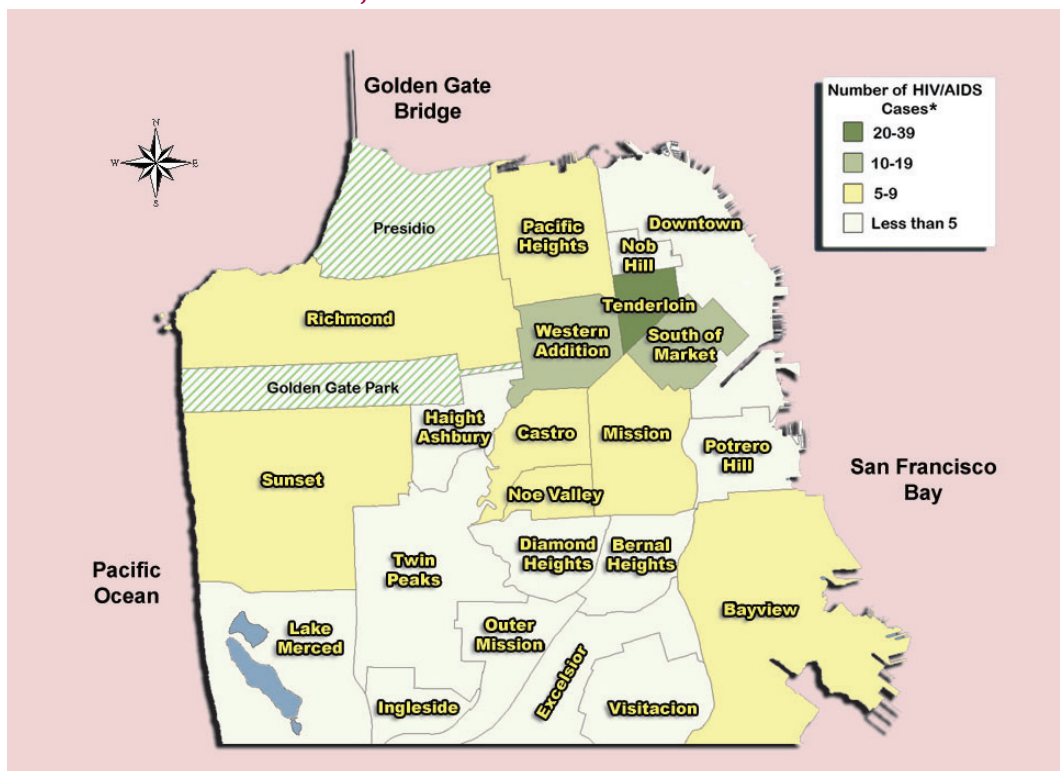 Golden Gate
Bridge
Number of HIV/AIDS
Cases*
20-39
10-19
5-9
Less than 5
N
W
E
S
Presidio
Pacific
Heights
Downtown
Nob
Hill
Richmond
Tenderloin
Western
Addition
South of
Market
Golden Gate Park
Haight
Ashbury
Castro
Mission
Potrero
Hill
San Francisco
Bay
Sunset
Noe Valley
Pacific
Ocean
Twin
Peaks
Diamond
Heights
Bernal
Heights
Bayview
Lake
Merced
Outer
Mission
Excelsior
Ingleside
Visitacion